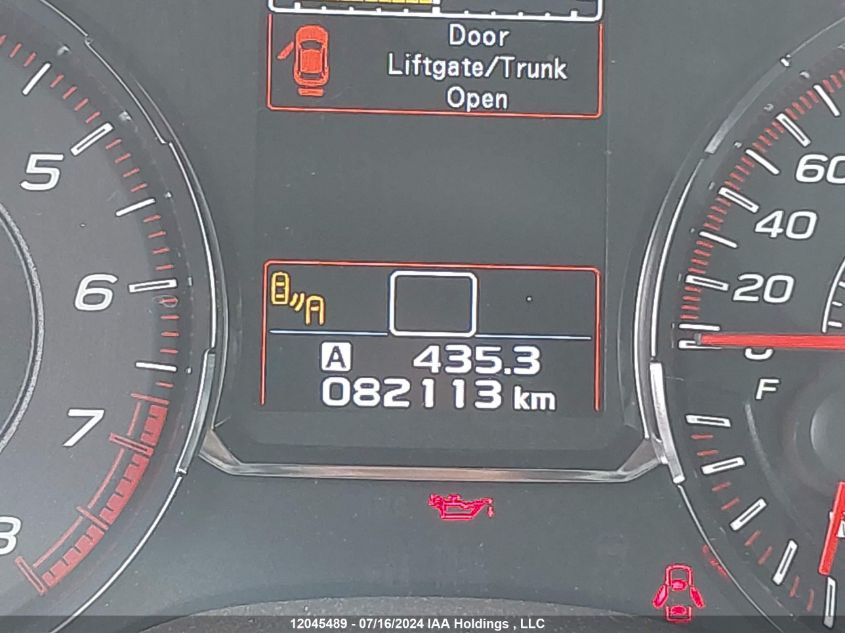 Door
Liftgate/Trunk
Open
5
6
7
8
60
40
20
0
F
A 435.3
082113 km
12045489 - 07/16/2024 IAA Holdings , LLC